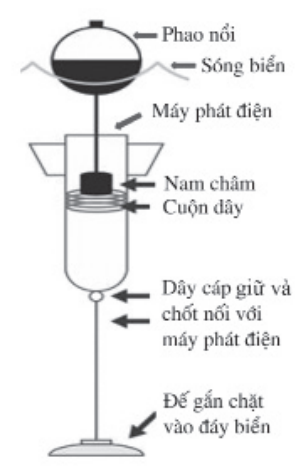 Phao nổi
Sóng biển
Máy phát điện
Nam châm
Cuộn dây
Dây cáp giữ và
chốt nối với
máy phát điện
Đế gắn chặt
vào đáy biển